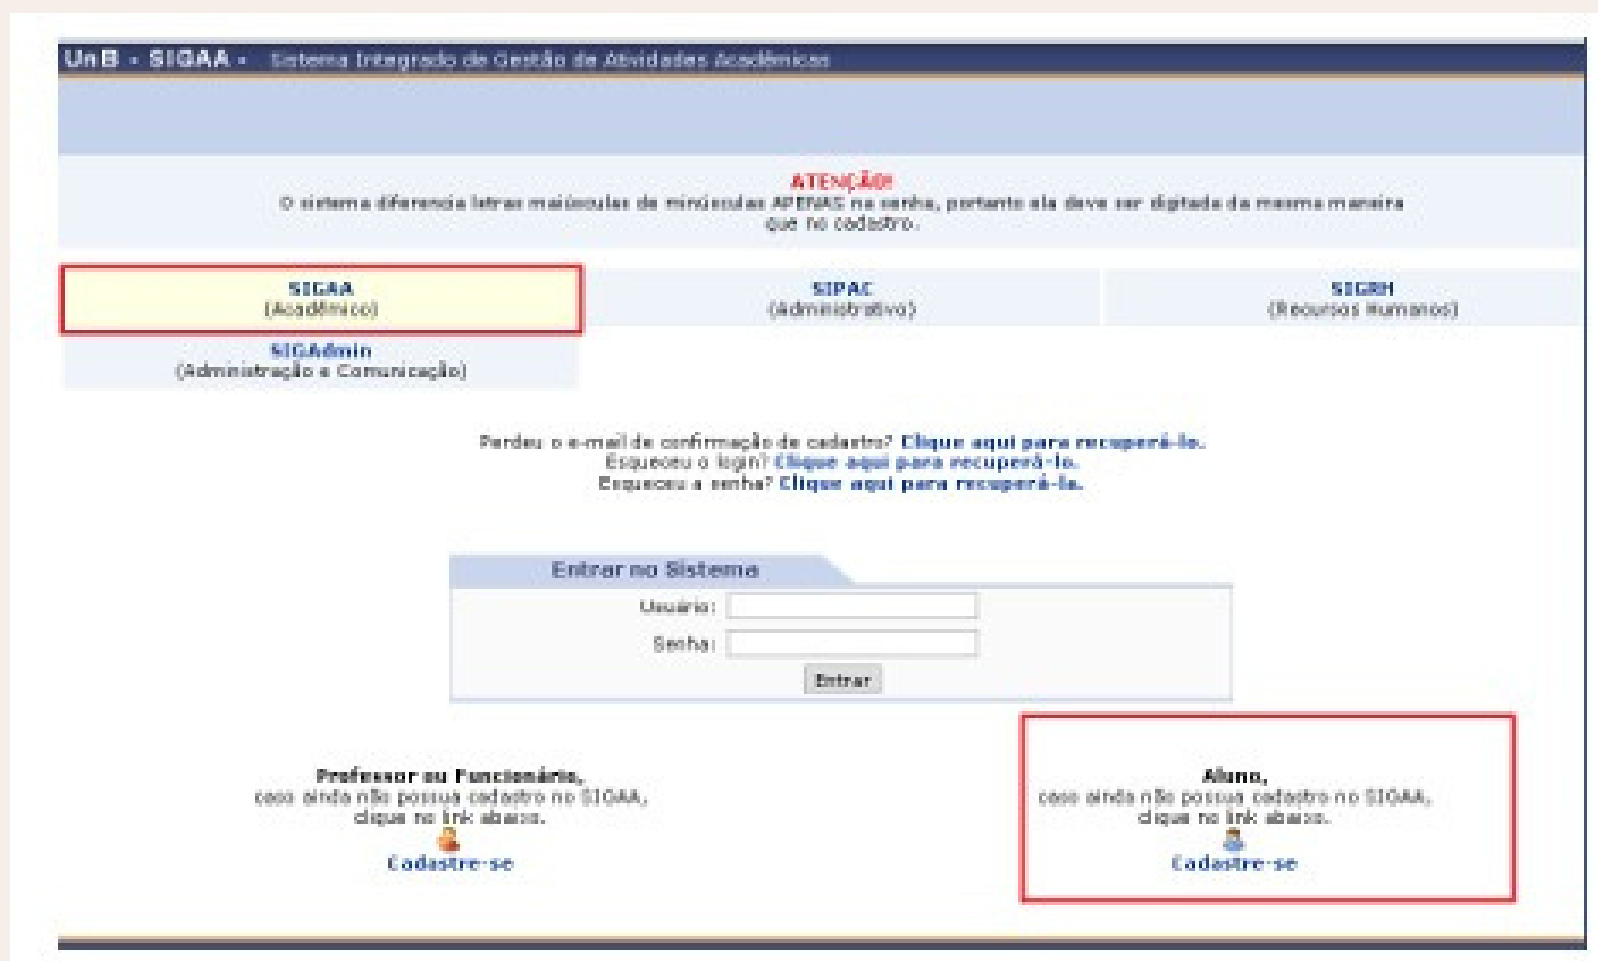 UnB - SIGAA - Sistema Integrado de Gestão de Atividades Acadêmicas
ATENÇÃO!
O sistema diferencia letras maiúsculas de minúsculas APENAS na senha, portanto ela deve ser digitada da mesma maneira
que no cadastro.
SIGAA
(Acadêmico)
SIPAC
(Administrativo)
SIGRH
(Recursos Humanos)
SIGAdmin
(Administração e Comunicação)
Perdeu o e-mail de confirmação de cadastro? Clique aqui para recuperá-lo.
Esqueceu o login? Clique aqui para recuperá-lo.
Esqueceu a senha? Clique aqui para recuperá-la.
Entrar no Sistema
Usuário:
Senha:
Entrar
Professor ou Funcionário,
caso ainda não possua cadastro no SIGAA,
clique no link abaixo.
Cadastre-se
Aluno,
caso ainda não possua cadastro no SIGAA,
clique no link abaixo.
Cadastre-se